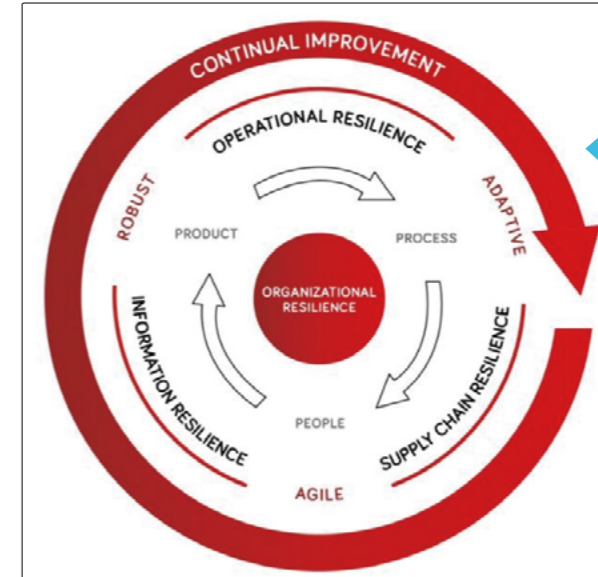 CONTINUAL IMPROVEMENT
OPERATIONAL RESILIENCE
ROBUST
ADAPTIVE
PRODUCT
PROCESS
ORGANIZATIONAL
RESILIENCE
INFORMATION RESILIENCE
SUPPLY CHAIN RESILIENCE
PEOPLE
AGILE